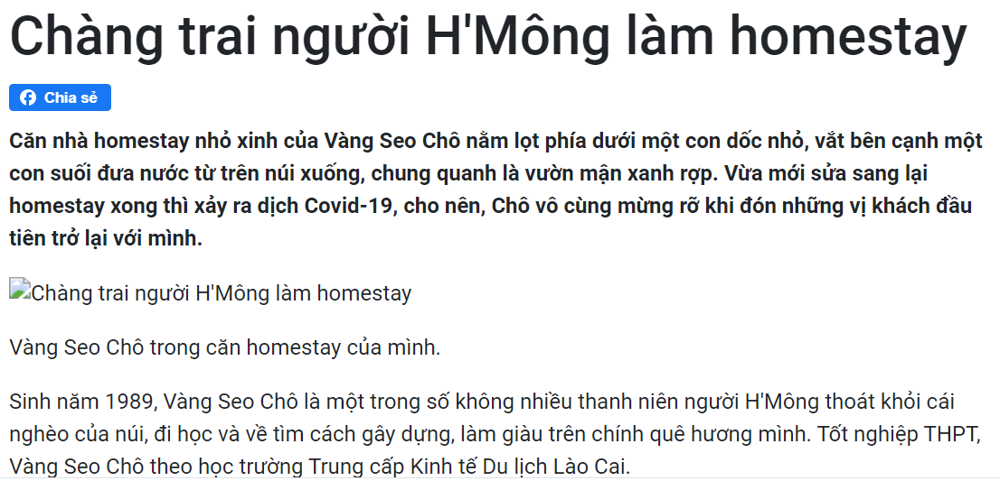 Chàng trai người H'Mông làm homestay
Chia sẻ
Căn nhà homestay nhỏ xinh của Vàng Seo Chô nằm lọt phía dưới một con dốc nhỏ, vắt bên cạnh một
con suối đưa nước từ trên núi xuống, chung quanh là vườn mận xanh rợp. Vừa mới sửa sang lại
homestay xong thì xảy ra dịch Covid-19, cho nên, Chô vô cùng mừng rỡ khi đón những vị khách đầu
tiên trở lại với mình.
Chàng trai người H'Mông làm homestay
Vàng Seo Chô trong căn homestay của mình.
Sinh năm 1989, Vàng Seo Chô là một trong số không nhiều thanh niên người H'Mông thoát khỏi cái
nghèo của núi, đi học và về tìm cách gây dựng, làm giàu trên chính quê hương mình. Tốt nghiệp THPT,
Vàng Seo Chô theo học trường Trung cấp Kinh tế Du lịch Lào Cai.